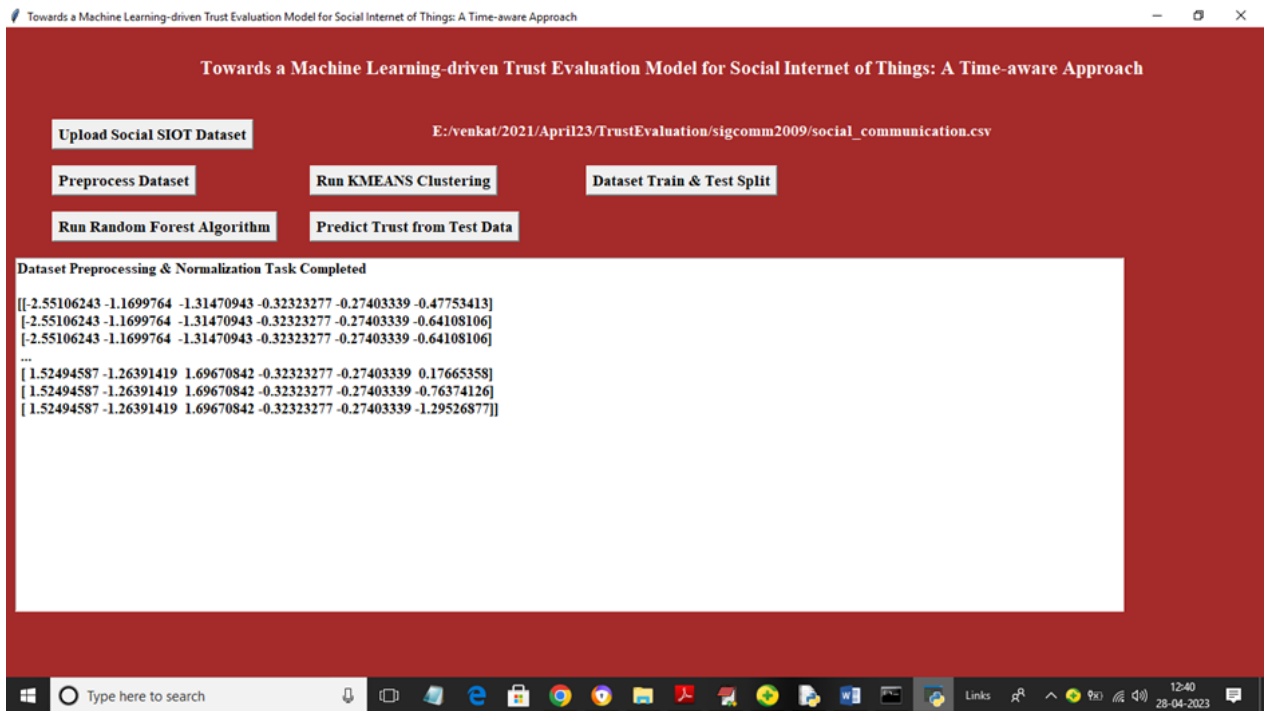 Towards a Machine Learning-driven Trust Evaluation Model for Social Internet of Things: A Time-aware Approach
Towards a Machine Learning-driven Trust Evaluation Model for Social Internet of Things: A Time-aware Approach
Upload Social SIOT Dataset
E:/venkat/2021/April23/TrustEvaluation/sigcomm2009/social_communication.csv
Preprocess Dataset
Run KMEANS Clustering
Dataset Train & Test Split
Run Random Forest Algorithm
Predict Trust from Test Data
Dataset Preprocessing & Normalization Task Completed
[[-2.55106243 -1.1699764 -1.31470943 -0.32323277 -0.27403339 -0.47753413]
[-2.55106243 -1.1699764 -1.31470943 -0.32323277 -0.27403339 -0.64108106]
[-2.55106243 -1.1699764 -1.31470943 -0.32323277 -0.27403339 -0.64108106]
...
[ 1.52494587 -1.26391419 1.69670842 -0.32323277 -0.27403339 0.17665358]
[ 1.52494587 -1.26391419 1.69670842 -0.32323277 -0.27403339 -0.76374126]
[ 1.52494587 -1.26391419 1.69670842 -0.32323277 -0.27403339 -1.29526877]]
Type here to search
Links
12:40
28-04-2023